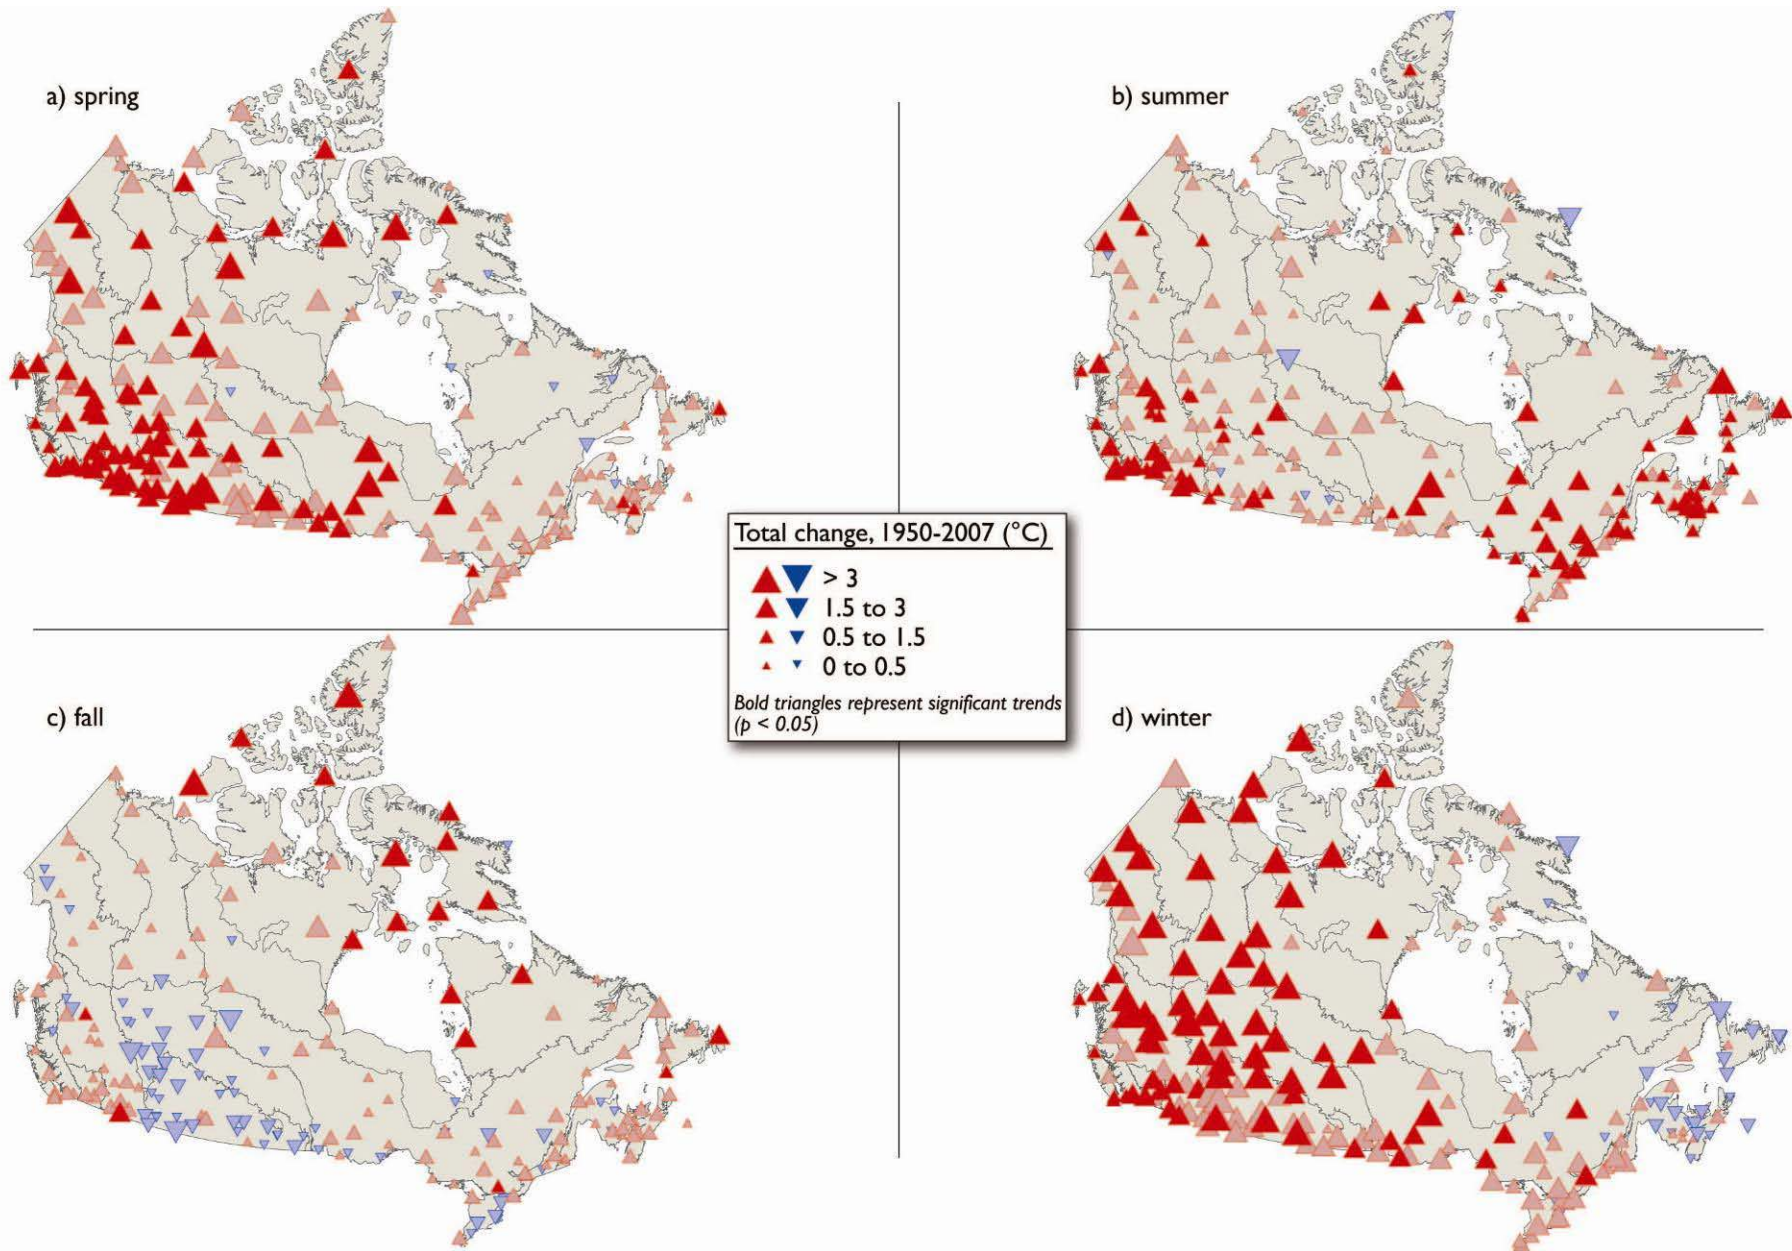 a) spring
b) summer
Total change, 1950-2007 (°C)
> 3
1.5 to 3
0.5 to 1.5
0 to 0.5
Bold triangles represent significant trends
(p < 0.05)
c) fall
d) winter